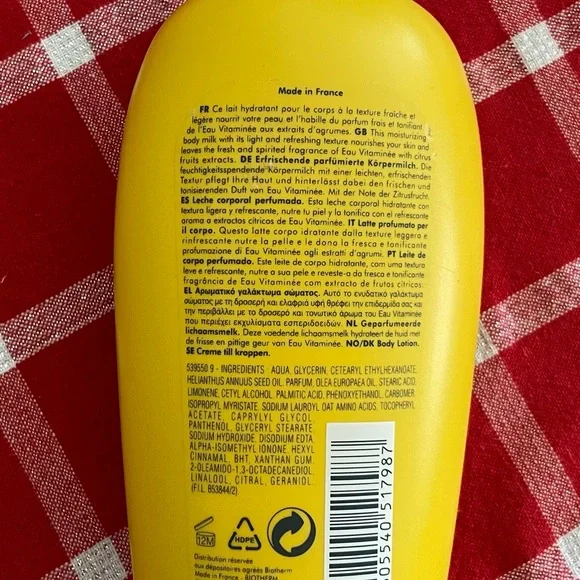 Made in France
FR Ce lait hydratant pour le corps à la texture fraîche et
légère nourrit votre peau et l'habille du parfum frais et tonifiant
de l'Eau Vitaminée aux extraits d'agrumes. GB This moisturizing
body milk with its light and refreshing texture nourishes your skin and
leaves the fresh and spirited fragrance of Eau Vitaminée with citrus
fruits extracts. DE Erfrischende parfümierte Körpermilch. Die
feuchtigkeitsspendende Körpermilch mit einer leichten, erfrischenden
Textur pflegt Ihre Haut und hinterlässt dabei den frischen und
tonisierenden Duft von Eau Vitaminée. Mit der Note der Zitrusfrucht.
ES Leche corporal perfumada. Esta leche corporal hidratante con
textura ligera y refrescante, nutre tu piel y la tonifica con el refrescante
aroma a extractos cítricos de Eau Vitaminée. IT Latte profumato per
il corpo. Questo latte corpo idratante dalla texture leggera e
rinfrescante nutre la pelle e le dona la fresca e tonificante
profumazione di Eau Vitaminée agli estratti d'agrumi. PT Leite de
corpo perfumado. Este leite de corpo hidratante, com uma textura
leve e refrescante, nutre a sua pele e reveste-a da fresca e tonificante
fragrância de Eau Vitaminée com extractos de frutos cítricos.
EL Αρωματικό γαλάκτωμα σώματος. Αυτό το ενυδατικό γαλάκτωμα
σώματος με τη δροσερή και ελαφριά υφή θρέφει την επιδερμίδα σας και
την περιβάλλει με το δροσερό και τονωτικό άρωμα του Eau Vitaminée
που περιέχει εκχυλίσματα εσπεριδοειδών. NL Geparfumeerde
lichaamsmelk. Deze voedende lichaamsmelk hydrateert de huid met
de frisse en pittige geur van Eau Vitaminée. NO/DK Body Lotion.
SE Creme till kroppen.
539550 9 - INGREDIENTS : AQUA, GLYCERIN, CETEARYL ETHYLHEXANOATE,
HELIANTHUS ANNUUS SEED OIL, PARFUM, OLEA EUROPAEA OIL, STEARIC ACID,
LIMONENE, CETYL ALCOHOL, PALMITIC ACID, PHENOXYETHANOL, CARBOMER,
ISOPROPYL MYRISTATE, SODIUM LAUROYL OAT AMINO ACIDS, TOCOPHERYL
ACETATE, CAPRYLYL GLYCOL,
PANTHENOL, GLYCERYL STEARATE,
SODIUM HYDROXIDE, DISODIUM EDTA,
ALPHA-ISOMETHYL IONONE, HEXYL
CINNAMAL, BHT, XANTHAN GUM,
2-OLEAMIDO-1,3-OCTADECANEDIOL,
LINALOOL, CITRAL, GERANIOL.
(F.I.L. B53844/2)
12M
HDPE
05540 517987
Distribution réservée
aux dépositaires agréés Biotherm
Made in France - BIOTHERM